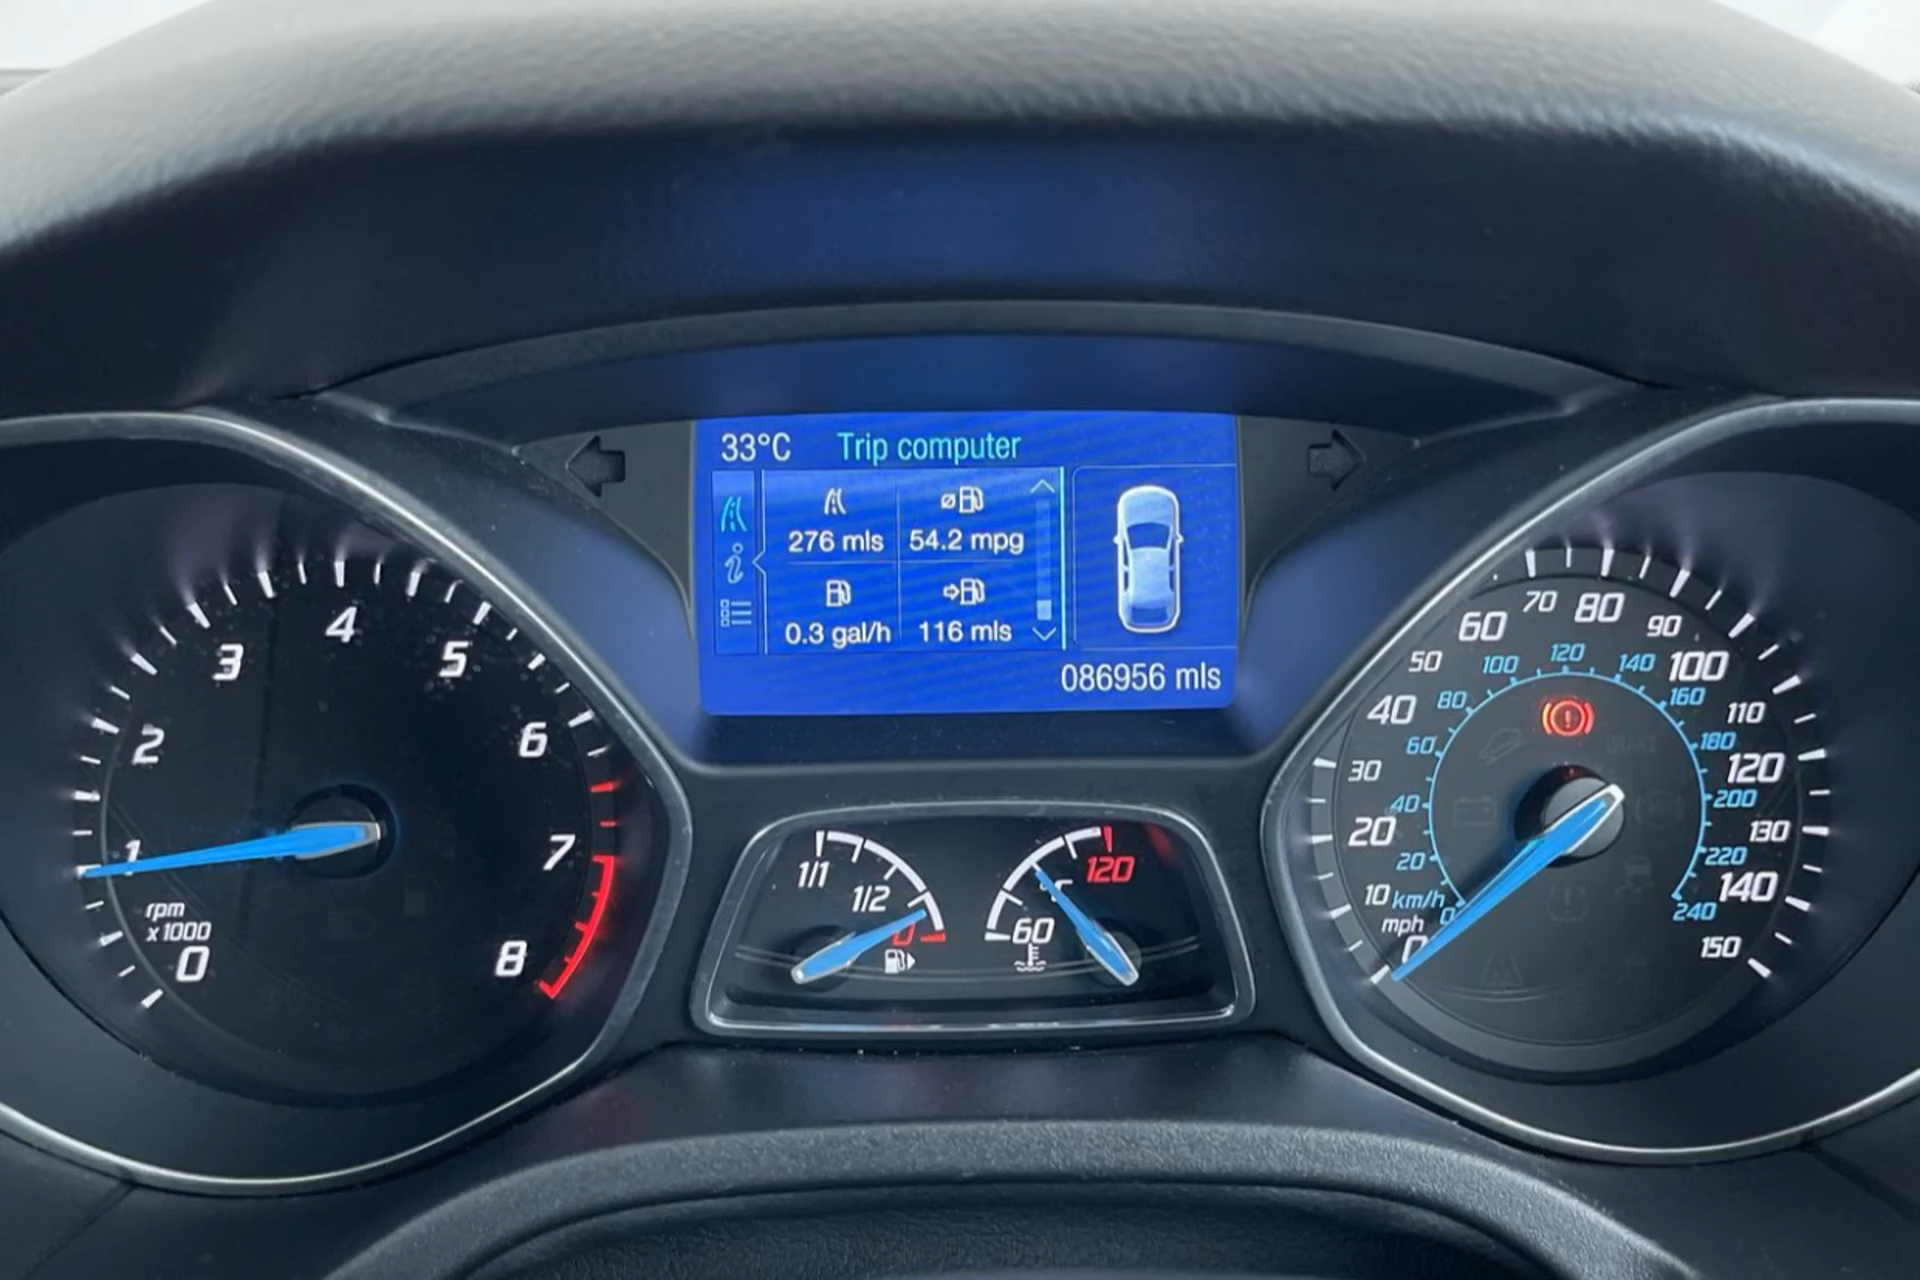 33°C Trip computer
276 mls 54.2 mpg
0.3 gal/h 116 mls
086956 mls
0 1 2 3 4 5 6 7 8
rpm
x 1000
1/1 1/2 0
60 120
0 10 20 30 40 50 60 70 80 90 100 110 120 130 140 150
mph
km/h
0 20 40 60 80 100 120 140 160 180 200 220 240
BRAKE